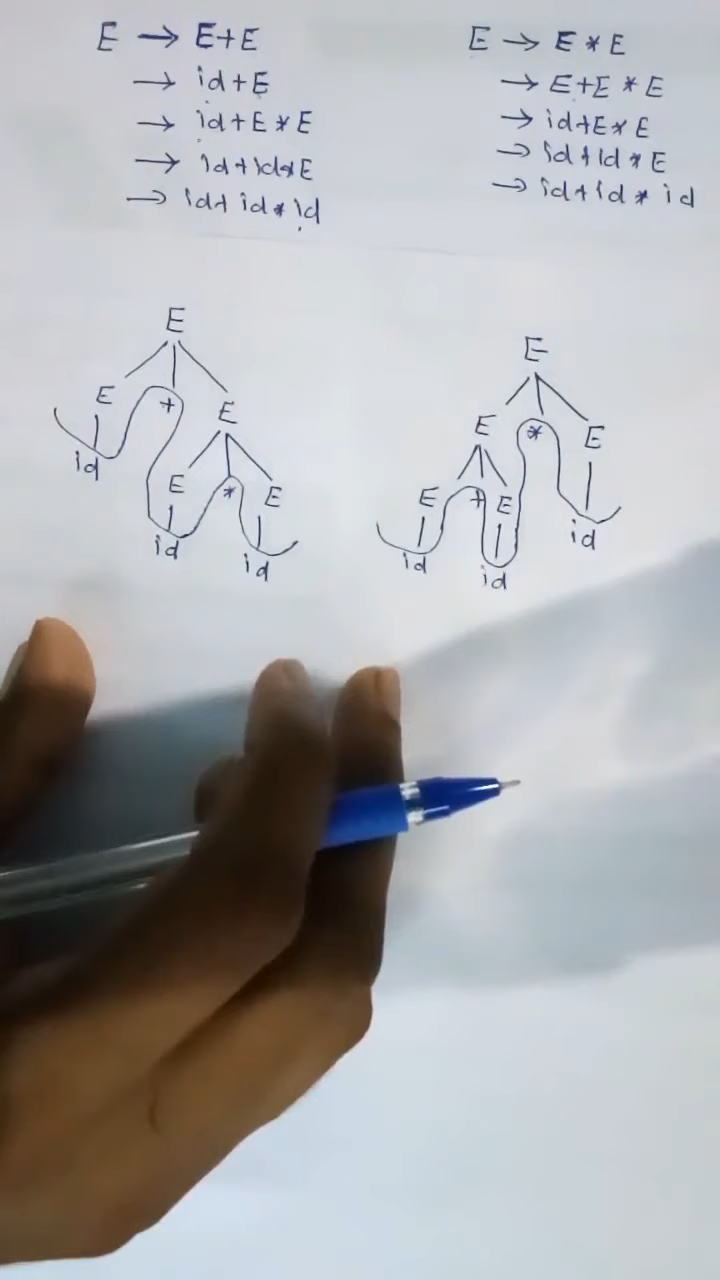 E → E+E
→ id+E
→ id+E*E
→ id+id*E
→ id+id*id
E → E*E
→ E+E*E
→ id+E*E
→ id+id*E
→ id+id*id
E
E + E
id E * E
id id
E
E * E
E + E id
id id